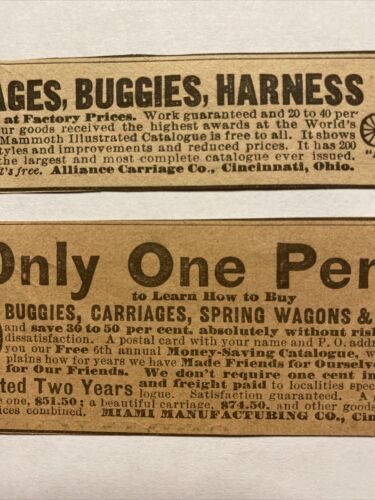 AGES, BUGGIES, HARNESS
at Factory Prices. Work guaranteed and 20 to 40 per
ur goods received the highest awards at the World's
Mammoth Illustrated Catalogue is free to all. It shows
tyles and improvements and reduced prices. It has 200
the largest and most complete catalogue ever issued.
t's free. Alliance Carriage Co., Cincinnati, Ohio.
"A
Only One Pen
to Learn How to Buy
BUGGIES, CARRIAGES, SPRING WAGONS &
and save 30 to 50 per cent. absolutely without risk
dissatisfaction. A postal card with your name and P. O. addr
you our Free 6th annual Money-Saving Catalogue, w
plains how for years we have Made Friends for Ourselve
for Our Friends. We don't require one cent in
ted Two Years and freight paid to localities spec
logue. Satisfaction guaranteed. A g
e one, $51.50; a beautiful carriage, $74.50. and other goods
ices combined. MIAMI MANUFACTURING CO., Cin